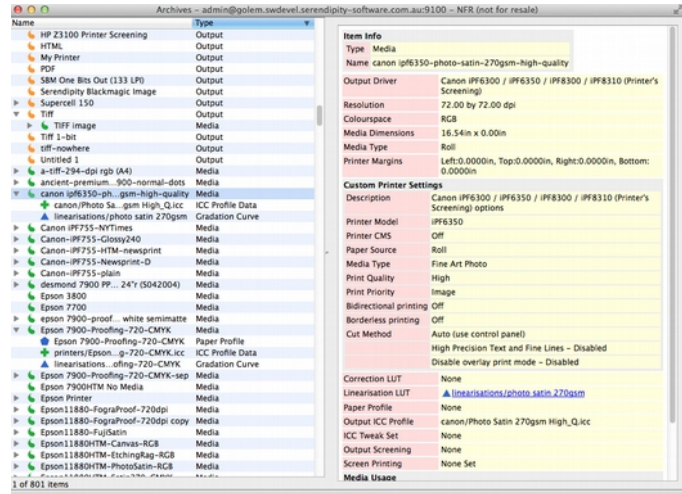 Archives - admin@golem.swdevel.serendipity-software.com.au:9100 - NFR (not for resale)
Name Type
HP Z3100 Printer Screening Output
HTML Output
My Printer Output
PDF Output
SBM One Bits Out (133 LPI) Output
Serendipity Blackmagic Image Output
Supercell 150 Output
Tiff Output
TIFF image Media
Tiff 1-bit Output
tiff-nowhere Output
Untitled 1 Output
a-tiff-294-dpi rgb (A4) Media
ancient-premium...900-normal-dots Media
canon ipf6350-ph...gsm-high-quality Media
canon/Photo Sa...gsm High_Q.icc ICC Profile Data
linearisations/photo satin 270gsm Gradation Curve
Canon-iPF755-NYTimes Media
Canon-iPF755-Glossy240 Media
Canon-iPF755-HTM-newsprint Media
Canon-iPF755-Newsprint-D Media
Canon-iPF755-plain Media
desmond 7900 PP... 24"r (S042004) Media
Epson 3800 Media
Epson 7700 Media
epson 7900-proof... white semimatte Media
Epson 7900-Proofing-720-CMYK Media
Epson 7900-Proofing-720-CMYK Paper Profile
printers/Epson...g-720-CMYK.icc ICC Profile Data
linearisations...ofing-720-CMYK Gradation Curve
Epson 7900-Proofing-720-CMYK-sep Media
Epson 7900HTM No Media Media
Epson Printer Media
Epson11880-FograProof-720dpi Media
Epson11880-FograProof-720dpi copy Media
Epson11880-FujiSatin Media
Epson11880HTM-Canvas-RGB Media
Epson11880HTM-EtchingRag-RGB Media
Epson11880HTM-PhotoSatin-RGB Media
1 of 801 items
Item Info
Type Media
Name canon ipf6350-photo-satin-270gsm-high-quality
Output Driver Canon iPF6300 / iPF6350 / iPF8300 / iPF8310 (Printer's
Screening)
Resolution 72.00 by 72.00 dpi
Colourspace RGB
Media Dimensions 16.54in x 0.00in
Media Type Roll
Printer Margins Left:0.0000in, Top:0.0000in, Right:0.0000in, Bottom:
0.0000in
Custom Printer Settings
Description Canon iPF6300 / iPF6350 / iPF8300 / iPF8310 (Printer's
Screening) options
Printer Model iPF6350
Printer CMS Off
Paper Source Roll
Media Type Fine Art Photo
Print Quality High
Print Priority Image
Bidirectional printing Off
Borderless printing Off
Cut Method Auto (use control panel)
High Precision Text and Fine Lines - Disabled
Disable overlay print mode - Disabled
Correction LUT None
Linearisation LUT linearisations/photo satin 270gsm
Paper Profile None
Output ICC Profile canon/Photo Satin 270gsm High_Q.icc
ICC Tweak Set None
Output Screening None
Screen Printing None Set
Media Usage